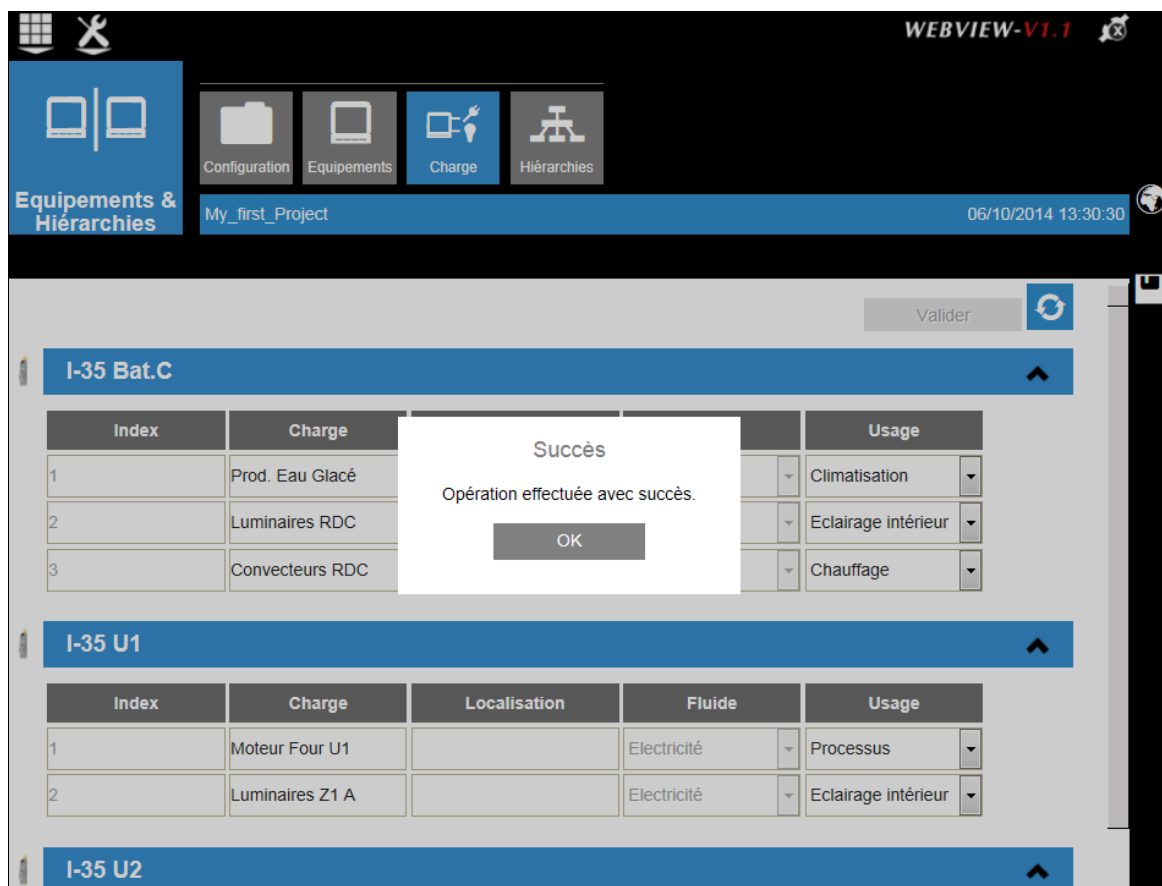 WEBVIEW-V1.1
Configuration Equipements Charge Hiérarchies
Equipements &
Hiérarchies
My_first_Project 06/10/2014 13:30:30
Valider
I-35 Bat.C
Index Charge Usage
1 Prod. Eau Glacé Climatisation
2 Luminaires RDC Eclairage intérieur
3 Convecteurs RDC Chauffage
Succès
Opération effectuée avec succès.
OK
I-35 U1
Index Charge Localisation Fluide Usage
1 Moteur Four U1 Electricité Processus
2 Luminaires Z1 A Electricité Eclairage intérieur
I-35 U2